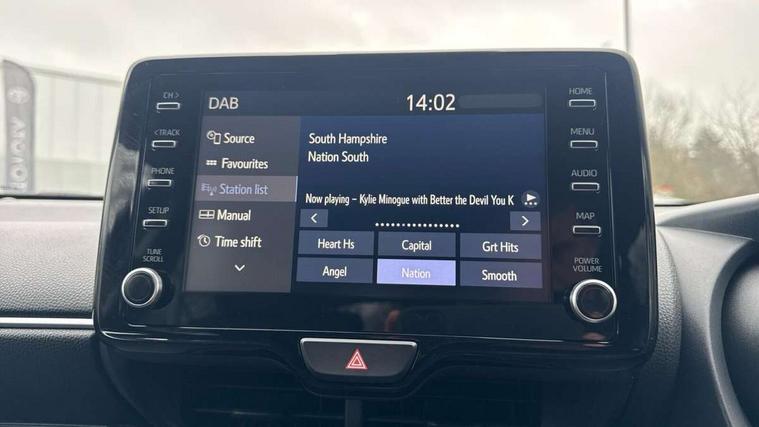 DAB 14:02
CH >
< TRACK
PHONE
SETUP
TUNE
SCROLL
Source
Favourites
Station list
Manual
Time shift
South Hampshire
Nation South
Now playing – Kylie Minogue with Better the Devil You K
< >
Heart Hs Capital Grt Hits
Angel Nation Smooth
HOME
MENU
AUDIO
MAP
POWER
VOLUME